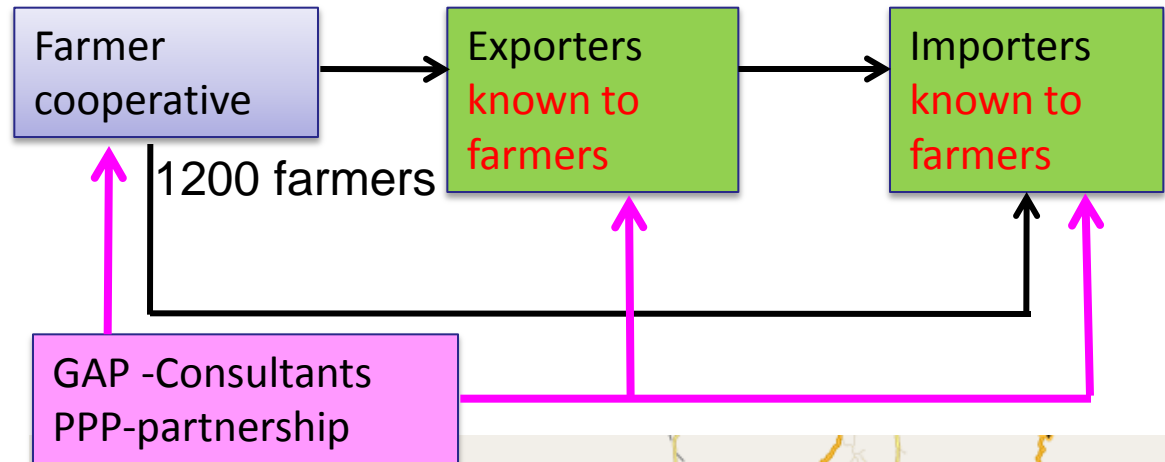 Farmer
cooperative
Exporters
known to
farmers
Importers
known to
farmers
1200 farmers
GAP -Consultants
PPP-partnership